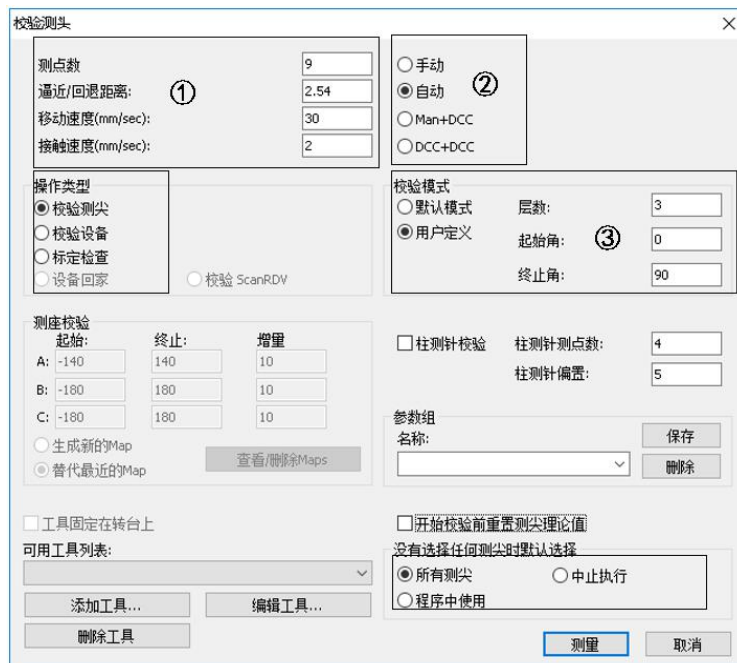 校验测头
测点数 9
逼近/回退距离: 2.54
移动速度(mm/sec): 30
接触速度(mm/sec): 2
①
手动
自动
Man+DCC
DCC+DCC
②
操作类型
校验测尖
校验设备
标定检查
设备回家
校验 ScanRDV
校验模式
默认模式
用户定义
层数: 3
起始角: 0
终止角: 90
③
测座校验
起始: 终止: 增量
A: -140 140 10
B: -180 180 10
C: -180 180 10
生成新的Map
替代最近的Map
查看/删除Maps
柱测针校验
柱测针测点数: 4
柱测针偏置: 5
参数组
名称:
保存
删除
工具固定在转台上
可用工具列表:
添加工具... 编辑工具...
删除工具
开始校验前重置测尖理论值
没有选择任何测尖时默认选择
所有测尖 中止执行
程序中使用
测量 取消